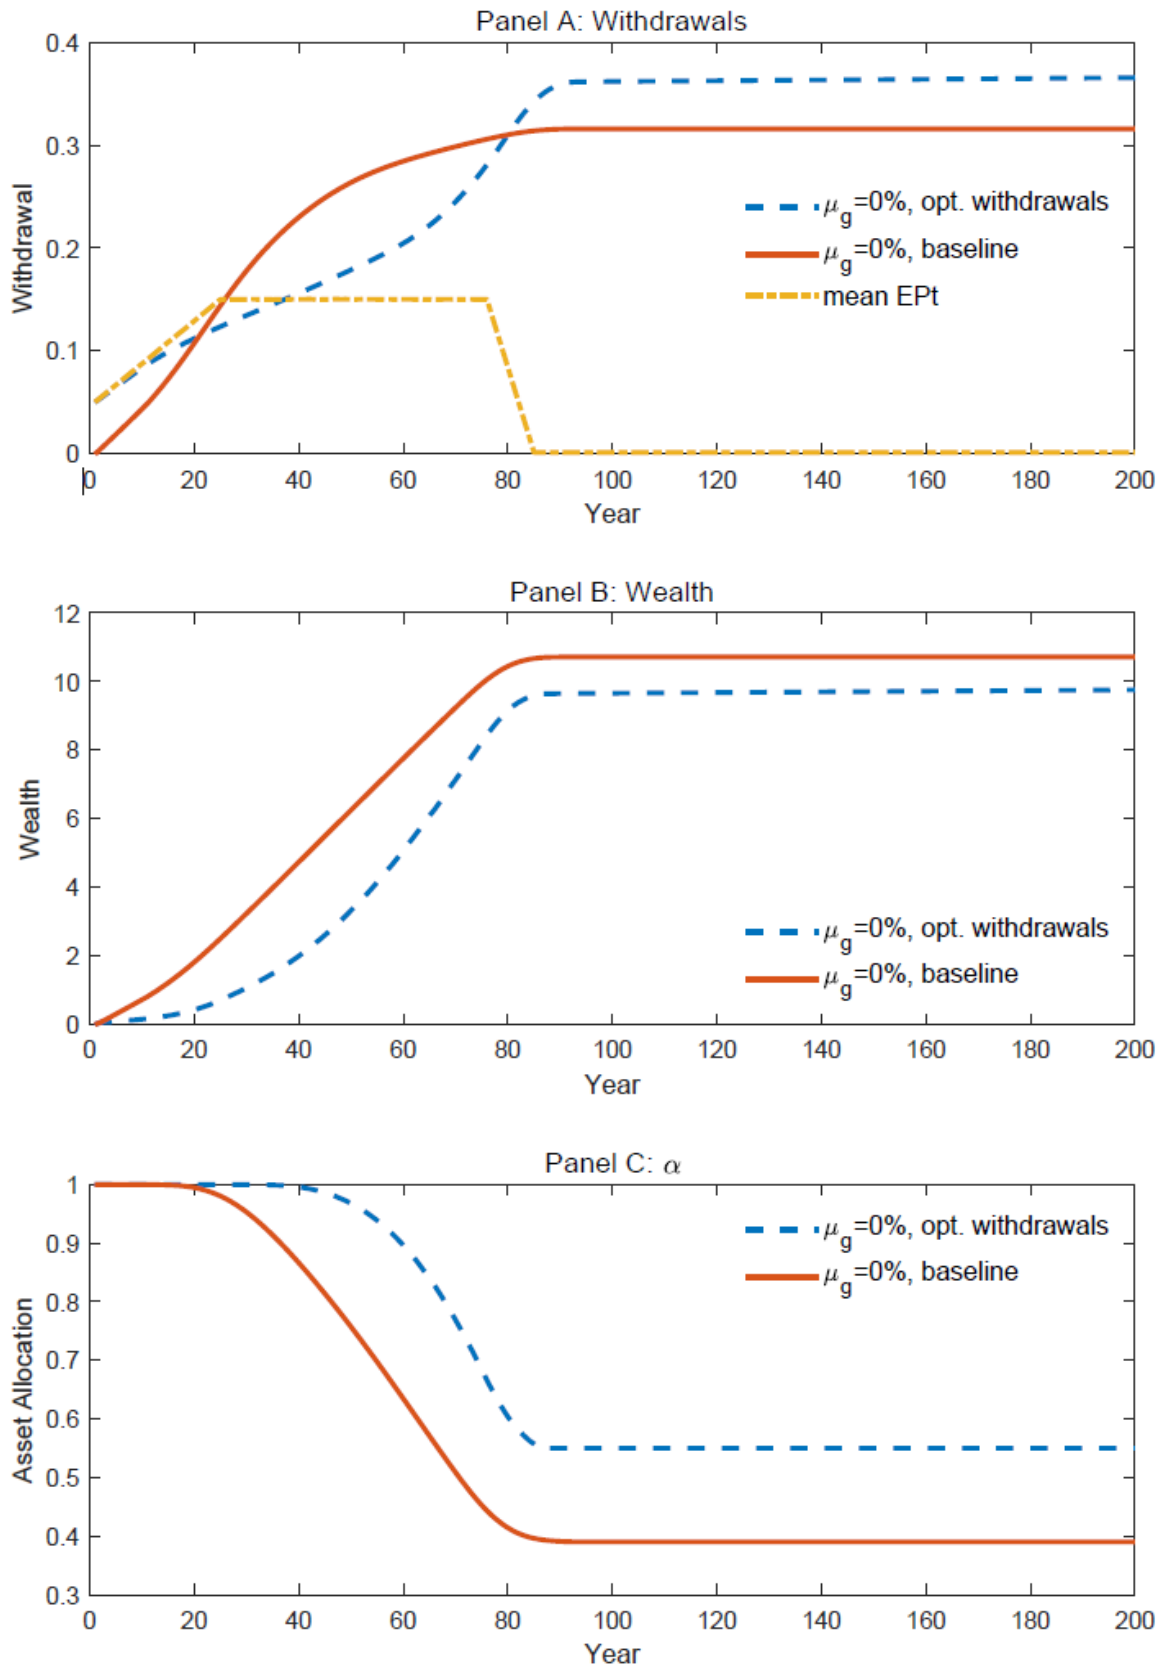 Panel A: Withdrawals
0.4
0.3
0.2
0.1
0
Withdrawal
μg=0%, opt. withdrawals
μg=0%, baseline
mean EPt
0 20 40 60 80 100 120 140 160 180 200
Year
Panel B: Wealth
12
10
8
6
4
2
0
Wealth
μg=0%, opt. withdrawals
μg=0%, baseline
0 20 40 60 80 100 120 140 160 180 200
Year
Panel C: α
1
0.9
0.8
0.7
0.6
0.5
0.4
0.3
Asset Allocation
μg=0%, opt. withdrawals
μg=0%, baseline
0 20 40 60 80 100 120 140 160 180 200
Year